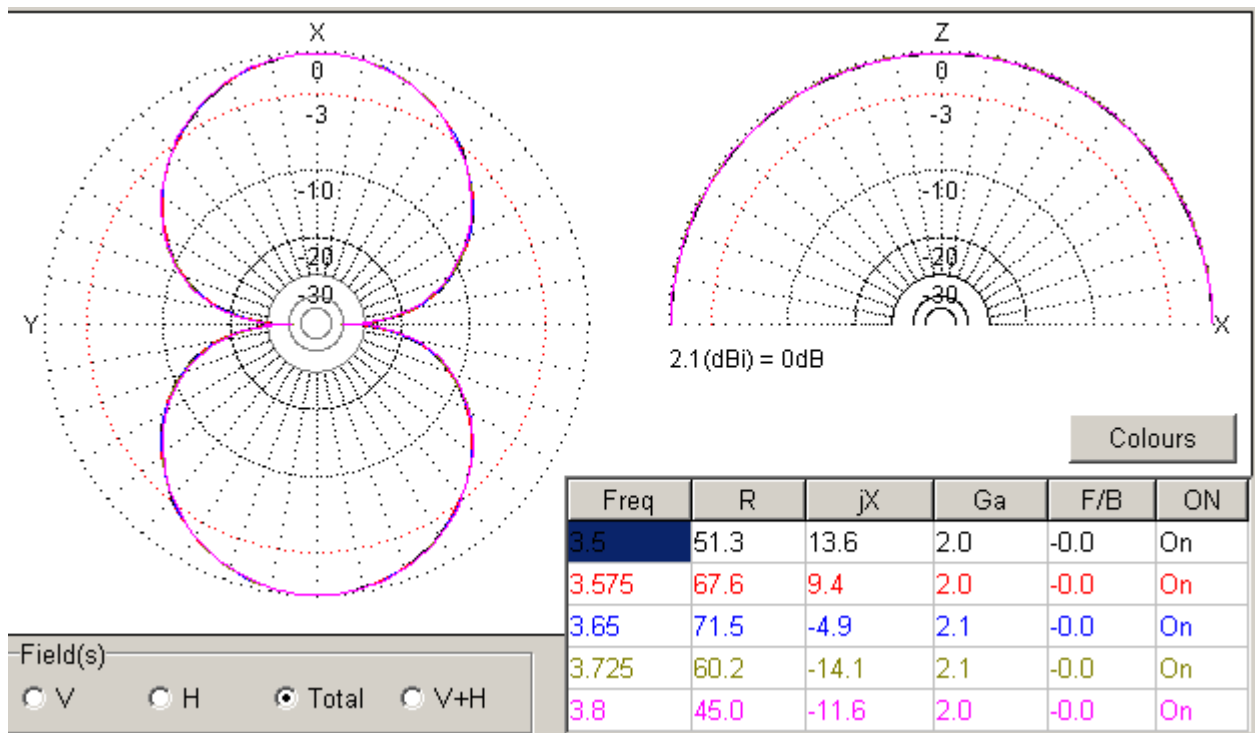 X
0
-3
-10
-20
-30
Y
Z
0
-3
-10
-20
-30
X
2.1(dBi) = 0dB
Colours
Freq R jX Ga F/B ON
3.5 51.3 13.6 2.0 -0.0 On
3.575 67.6 9.4 2.0 -0.0 On
3.65 71.5 -4.9 2.1 -0.0 On
3.725 60.2 -14.1 2.1 -0.0 On
3.8 45.0 -11.6 2.0 -0.0 On
Field(s)
V H Total V+H